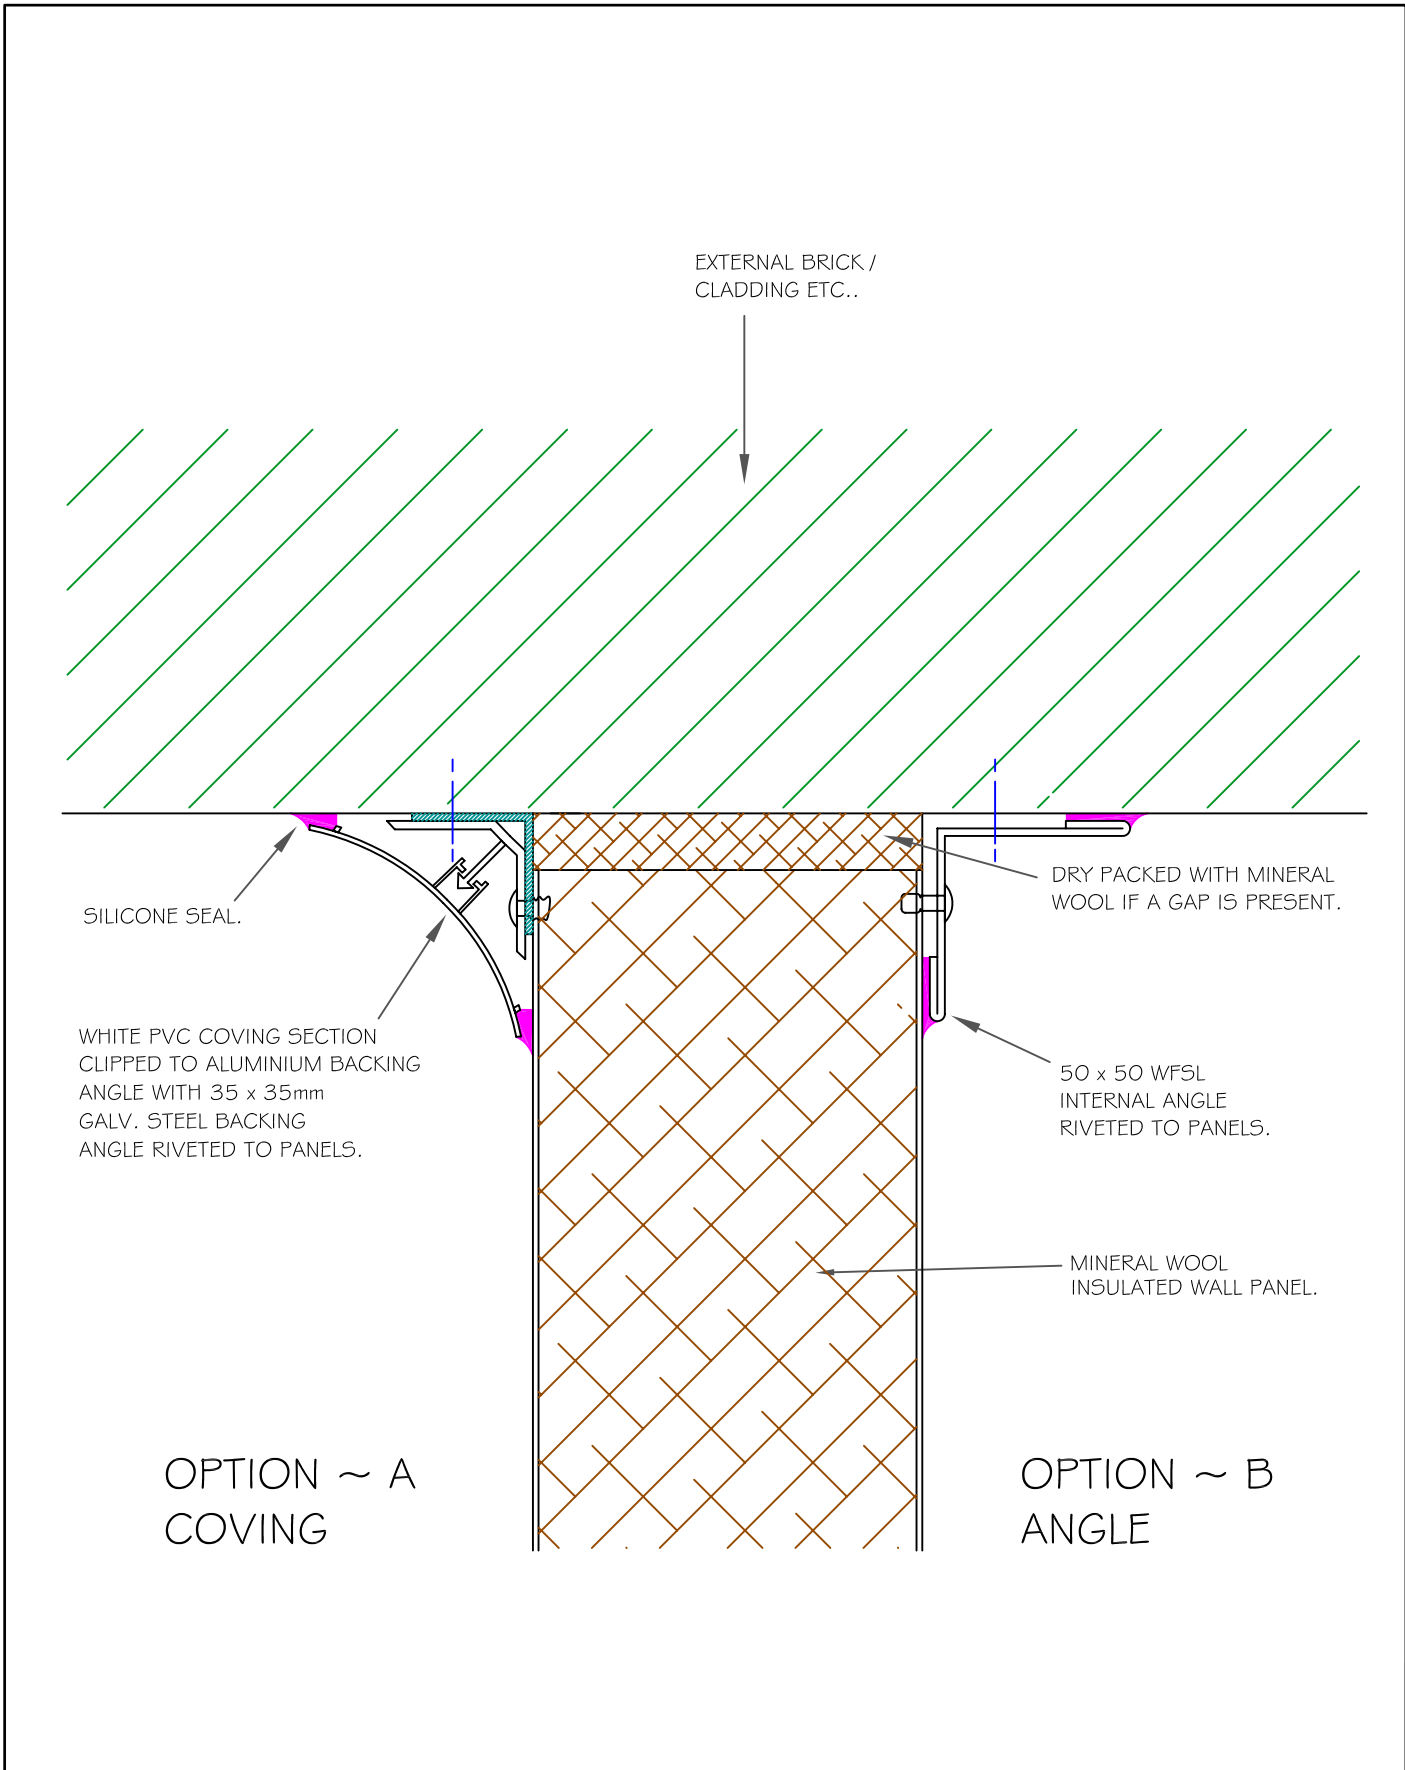 EXTERNAL BRICK /
CLADDING ETC..
SILICONE SEAL.
DRY PACKED WITH MINERAL
WOOL IF A GAP IS PRESENT.
WHITE PVC COVING SECTION
CLIPPED TO ALUMINIUM BACKING
ANGLE WITH 35 x 35mm
GALV. STEEL BACKING
ANGLE RIVETED TO PANELS.
50 x 50 WFSL
INTERNAL ANGLE
RIVETED TO PANELS.
MINERAL WOOL
INSULATED WALL PANEL.
OPTION ~ A
COVING
OPTION ~ B
ANGLE